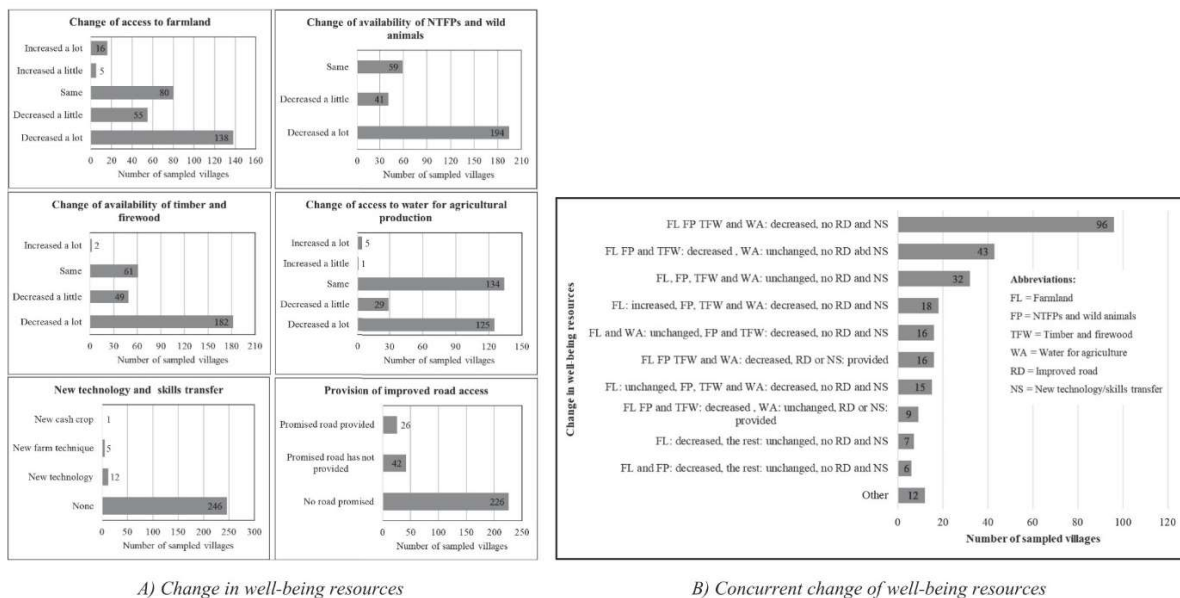 Change of access to farmland
Increased a lot 16
Increased a little 5
Same 80
Decreased a little 55
Decreased a lot 138
0 20 40 60 80 100 120 140 160
Number of sampled villages
Change of availability of NTFPs and wild
animals
Same 59
Decreased a little 41
Decreased a lot 194
0 30 60 90 120 150 180 210
Number of sampled villages
Change of availability of timber and
firewood
Increased a lot 2
Same 61
Decreased a little 49
Decreased a lot 182
0 30 60 90 120 150 180 210
Number of sampled villages
Change of access to water for agricultural
production
Increased a lot 5
Increased a little 1
Same 134
Decreased a little 29
Decreased a lot 125
0 30 60 90 120 150
Number of sampled villages
New technology and skills transfer
New cash crop 1
New farm technique 5
New technology 12
None 246
0 50 100 150 200 250 300
Number of sampled villages
Provision of improved road access
Promised road provided 26
Promised road has not
provided 42
No road promised 226
0 50 100 150 200 250
Number of sampled villages
A) Change in well-being resources
Change in well-being resources
FL FP TFW and WA: decreased, no RD and NS 96
FL FP and TFW: decreased , WA: unchanged, no RD abd NS 43
FL, FP, TFW and WA: unchanged, no RD and NS 32
FL: increased, FP, TFW and WA: decreased, no RD and NS 18
FL and WA: unchanged, FP and TFW: decreased, no RD and NS 16
FL FP TFW and WA: decreased, RD or NS: provided 16
FL: unchanged, FP, TFW and WA: decreased, no RD and NS 15
FL FP and TFW: decreased , WA: unchanged, RD or NS:
provided 9
FL: decreased, the rest: unchanged, no RD and NS 7
FL and FP: decreased, the rest: unchanged, no RD and NS 6
Other 12
0 20 40 60 80 100 120
Number of sampled villages
Abbreviations:
FL = Farmland
FP = NTFPs and wild animals
TFW = Timber and firewood
WA = Water for agriculture
RD = Improved road
NS = New technology/skills transfer
B) Concurrent change of well-being resources